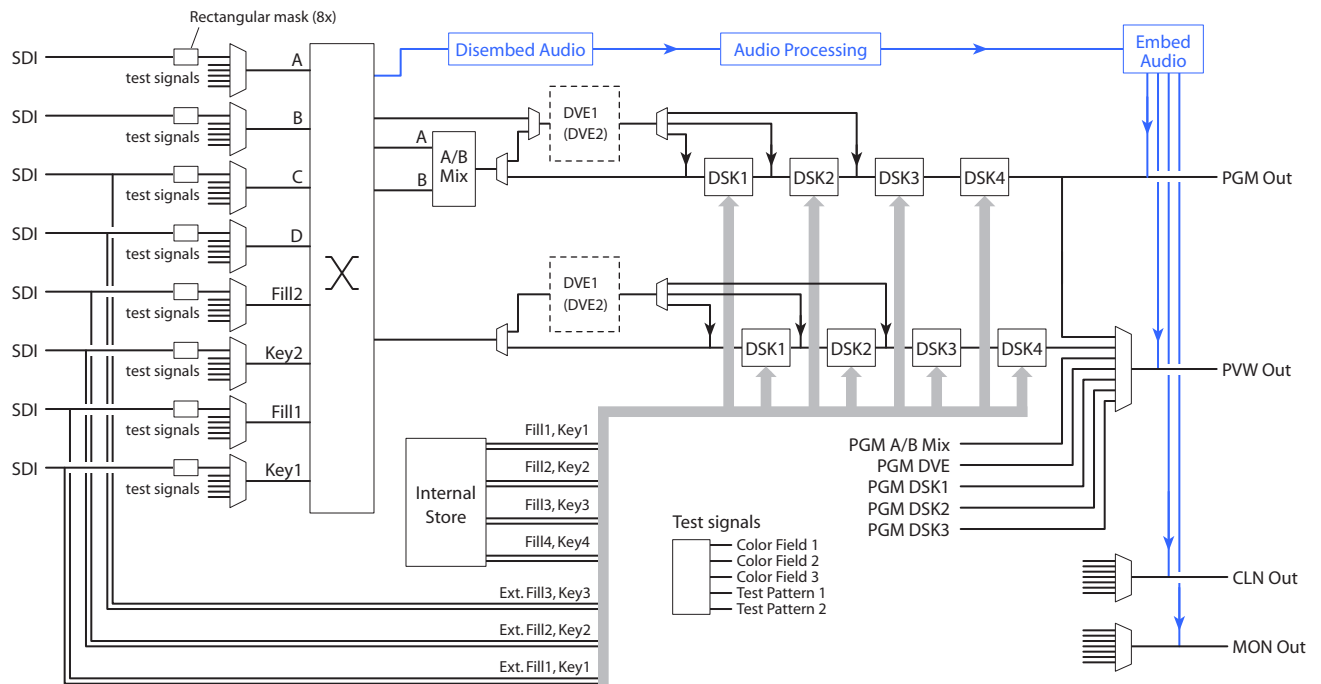 Rectangular mask (8x)
SDI
test signals
A
SDI
test signals
B
SDI
test signals
C
SDI
test signals
D
SDI
test signals
Fill2
SDI
test signals
Key2
SDI
test signals
Fill1
SDI
test signals
Key1
Disembed Audio
Audio Processing
Embed
Audio
A
B
A/B
Mix
DVE1
(DVE2)
DSK1
DSK2
DSK3
DSK4
PGM Out
DVE1
(DVE2)
DSK1
DSK2
DSK3
DSK4
PVW Out
PGM A/B Mix
PGM DVE
PGM DSK1
PGM DSK2
PGM DSK3
Internal
Store
Fill1, Key1
Fill2, Key2
Fill3, Key3
Fill4, Key4
Ext. Fill3, Key3
Ext. Fill2, Key2
Ext. Fill1, Key1
Test signals
Color Field 1
Color Field 2
Color Field 3
Test Pattern 1
Test Pattern 2
CLN Out
MON Out